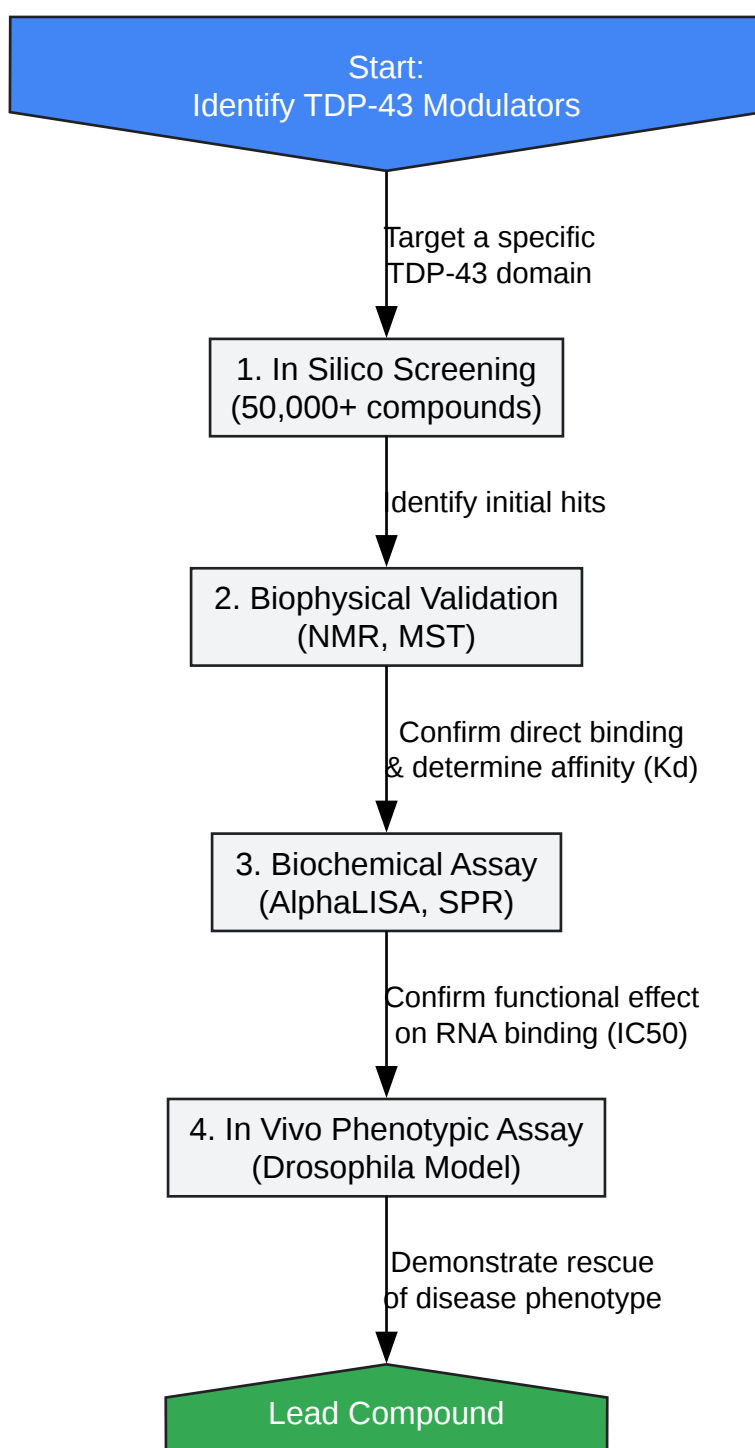 Start:
Identify TDP-43 Modulators
Target a specific
TDP-43 domain
1. In Silico Screening
(50,000+ compounds)
Identify initial hits
2. Biophysical Validation
(NMR, MST)
Confirm direct binding
& determine affinity (Kd)
3. Biochemical Assay
(AlphaLISA, SPR)
Confirm functional effect
on RNA binding (IC50)
4. In Vivo Phenotypic Assay
(Drosophila Model)
Demonstrate rescue
of disease phenotype
Lead Compound